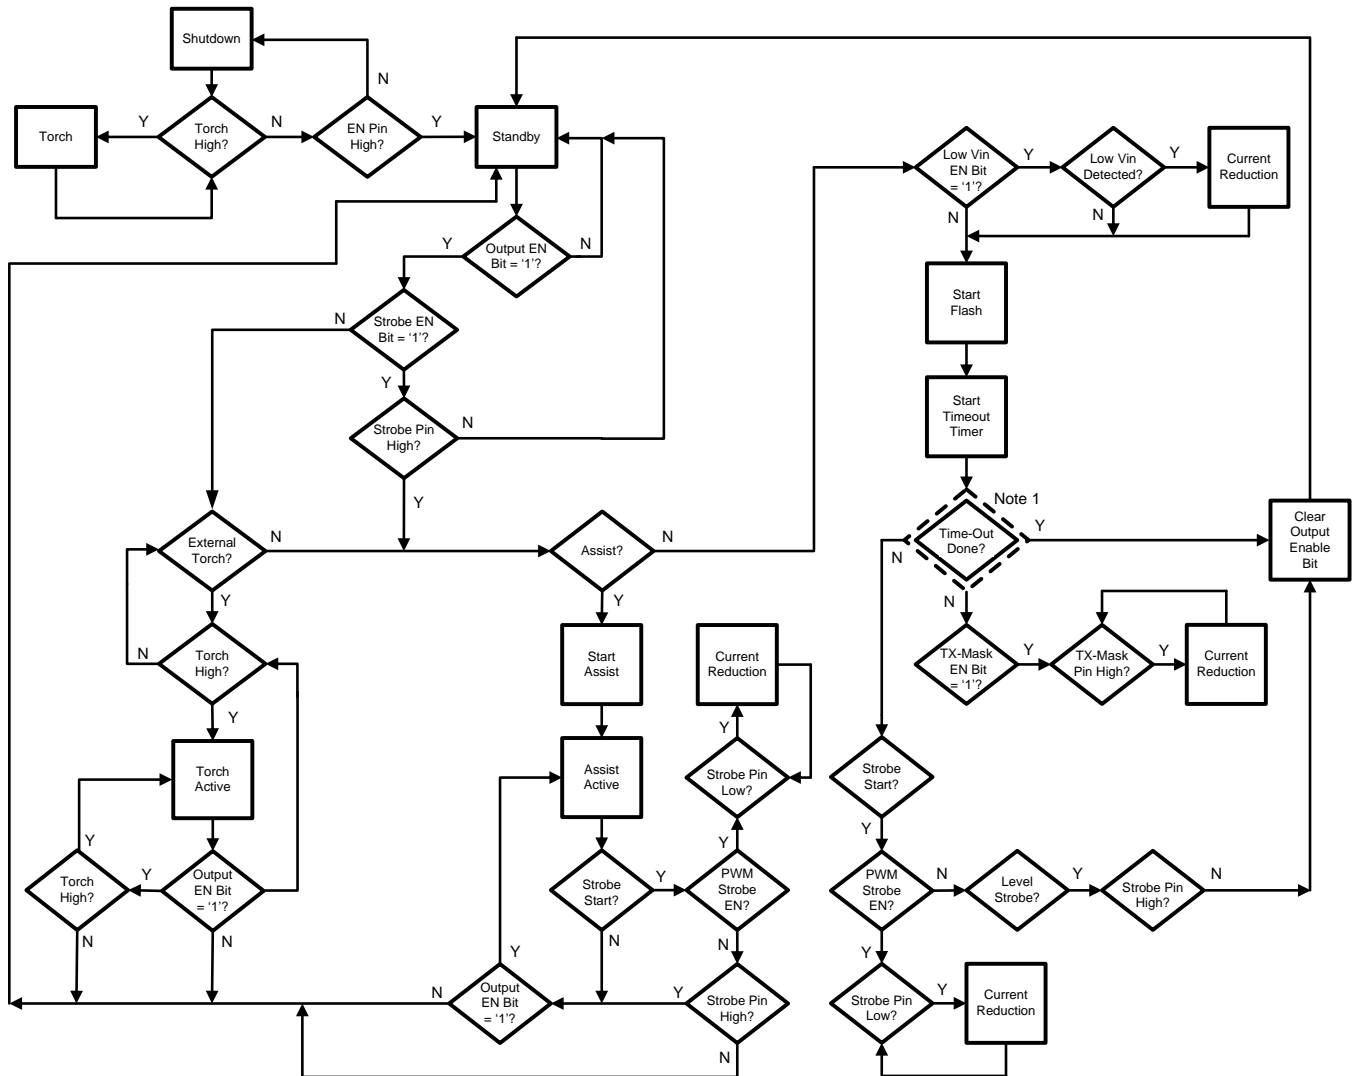 Shutdown
N
Torch
Y
Torch
High?
N
EN Pin
High?
Y
Standby
Low Vin
EN Bit
= '1'?
Y
Low Vin
Detected?
Y
Current
Reduction
N
N
Y
Output EN
Bit = '1'?
N
Start
Flash
N
Strobe EN
Bit = '1'?
Y
Start
Timeout
Timer
Strobe Pin
High?
N
Y
Note 1
External
Torch?
N
Assist?
N
Time-Out
Done?
Y
N
Clear
Output
Enable
Bit
Y
Y
N
N
Torch
High?
Start
Assist
Current
Reduction
TX-Mask
EN Bit
= '1'?
Y
TX-Mask
Pin High?
Y
Current
Reduction
Y
Y
Torch
Active
Assist
Active
Strobe Pin
Low?
Strobe
Start?
Y
Y
Y
Torch
High?
Y
Output
EN Bit
= '1'?
Strobe
Start?
Y
PWM
Strobe
EN?
PWM
Strobe
EN?
N
Level
Strobe?
Y
Strobe Pin
High?
N
N
N
Y
N
N
Y
N
Output
EN Bit
= '1'?
Y
Strobe Pin
High?
Strobe Pin
Low?
Y
Current
Reduction
N